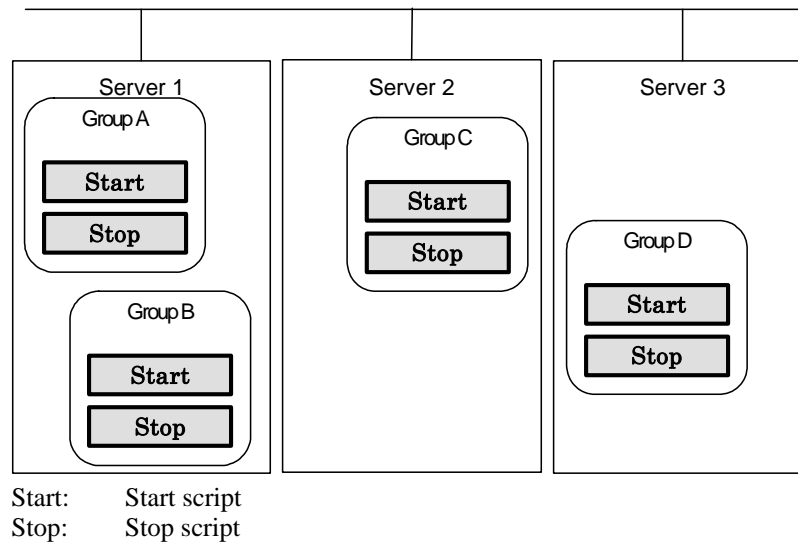 Server 1
Group A
Start
Stop
Group B
Start
Stop
Server 2
Group C
Start
Stop
Server 3
Group D
Start
Stop
Start: Start script
Stop: Stop script